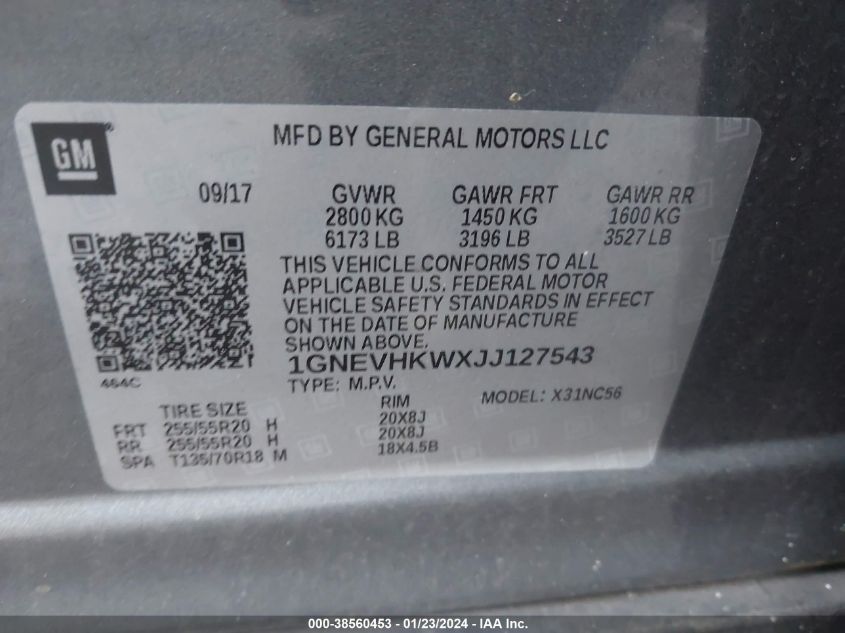 GM
MFD BY GENERAL MOTORS LLC
09/17 GVWR GAWR FRT GAWR RR
2800 KG 1450 KG 1600 KG
6173 LB 3196 LB 3527 LB
THIS VEHICLE CONFORMS TO ALL
APPLICABLE U.S. FEDERAL MOTOR
VEHICLE SAFETY STANDARDS IN EFFECT
ON THE DATE OF MANUFACTURE
SHOWN ABOVE.
1GNEVHKWXJJ127543
464C
TYPE: M.P.V. MODEL: X31NC56
TIRE SIZE RIM
FRT 255/55R20 H 20X8J
RR 255/55R20 H 20X8J
SPA T135/70R18 M 18X4.5B
000-38560453 - 01/23/2024 - IAA Inc.